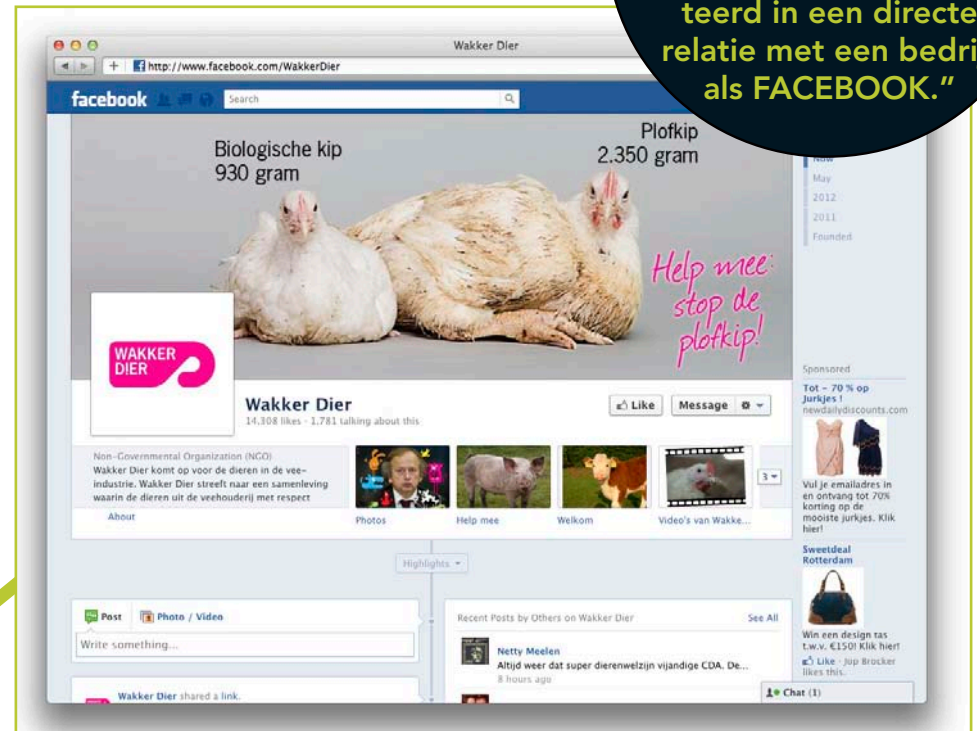 teerd in een directe
relatie met een bedri
als FACEBOOK.”
Wakker Dier
http://www.facebook.com/WakkerDier
facebook
Search
Biologische kip
930 gram
Plofkip
2.350 gram
Help mee:
stop de
plofkip!
WAKKER
DIER
Now
May
2012
2011
Founded
Wakker Dier
14.308 likes · 1.781 talking about this
Like
Message
Non-Governmental Organization (NGO)
Wakker Dier komt op voor de dieren in de vee-
industrie. Wakker Dier streeft naar een samenleving
waarin de dieren uit de veehouderij met respect
About
Photos
Help mee
Welkom
Video's van Wakke...
3
Highlights
Post
Photo / Video
Write something...
Wakker Dier shared a link.
Recent Posts by Others on Wakker Dier
See All
Netty Meelen
Altijd weer dat super dierenwelzijn vijandige CDA. De...
8 hours ago
Sponsored
Tot - 70 % op
Jurkjes !
newdailydiscounts.com
Vul je emailadres in
en ontvang tot 70%
korting op de
mooiste jurkjes. Klik
hier!
Sweetdeal
Rotterdam
Win een design tas
t.w.v. €150! Klik hier!
Like · Jop Brocker
likes this.
Chat (1)